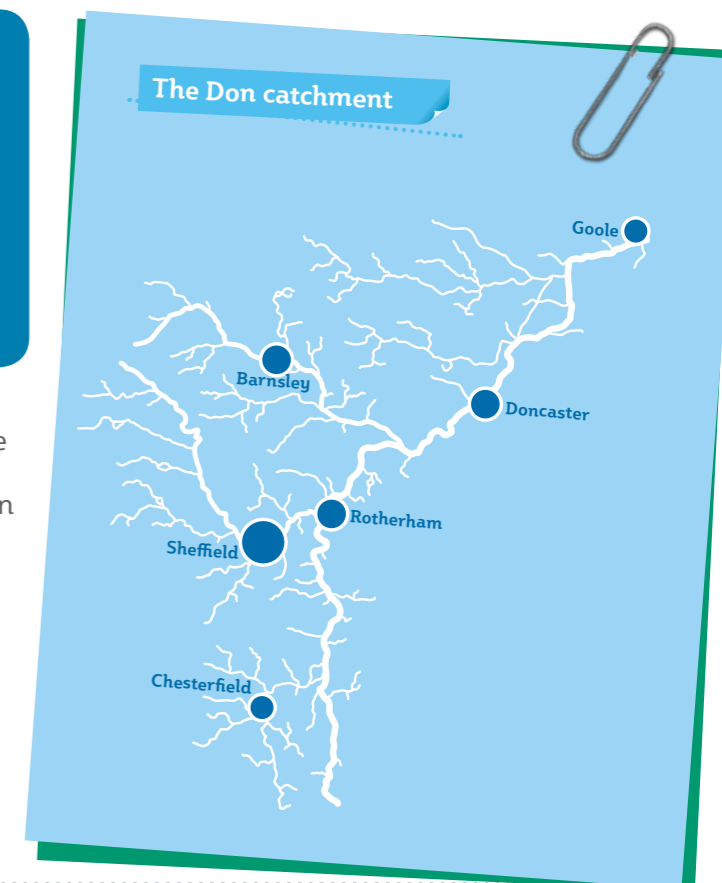 The Don catchment
Goole
Barnsley
Doncaster
Rotherham
Sheffield
Chesterfield
e
n